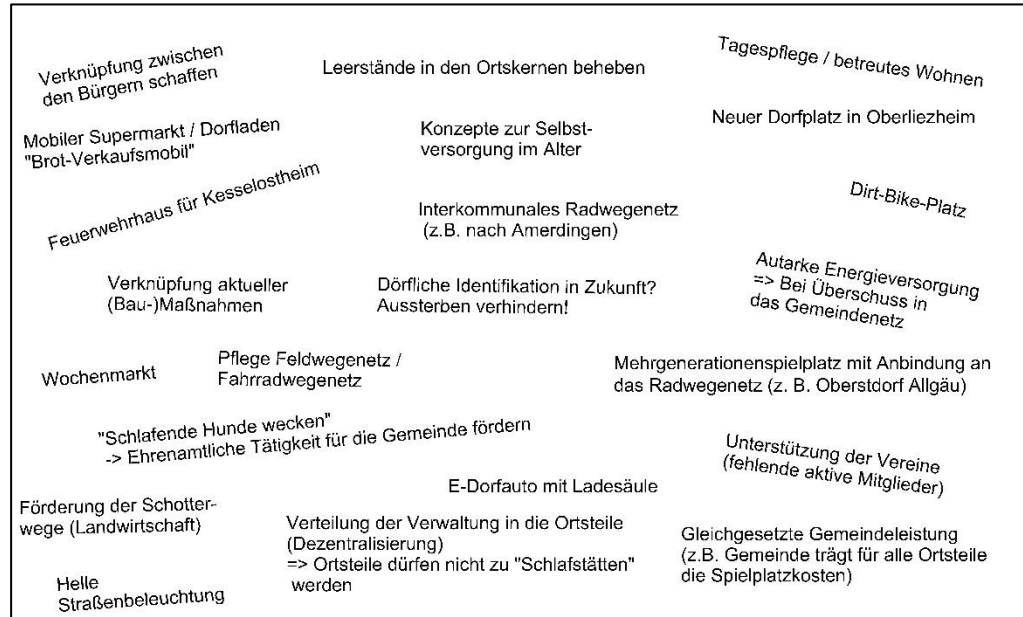 Verknüpfung zwischen
den Bürgern schaffen
Leerstände in den Ortskernen beheben
Tagespflege / betreutes Wohnen
Mobiler Supermarkt / Dorfladen
"Brot-Verkaufsmobil"
Konzepte zur Selbst-
versorgung im Alter
Neuer Dorfplatz in Oberliezheim
Feuerwehrhaus für Kesselostheim
Interkommunales Radwegenetz
(z.B. nach Amerdingen)
Dirt-Bike-Platz
Verknüpfung aktueller
(Bau-)Maßnahmen
Dörfliche Identifikation in Zukunft?
Aussterben verhindern!
Autarke Energieversorgung
=> Bei Überschuss in
das Gemeindenetz
Wochenmarkt
Pflege Feldwegenetz /
Fahrradwegenetz
Mehrgenerationenspielplatz mit Anbindung an
das Radwegenetz (z. B. Oberstdorf Allgäu)
"Schlafende Hunde wecken"
-> Ehrenamtliche Tätigkeit für die Gemeinde fördern
Unterstützung der Vereine
(fehlende aktive Mitglieder)
E-Dorfauto mit Ladesäule
Förderung der Schotter-
wege (Landwirtschaft)
Verteilung der Verwaltung in die Ortsteile
(Dezentralisierung)
=> Ortsteile dürfen nicht zu "Schlafstätten"
werden
Gleichgesetzte Gemeindeleistung
(z.B. Gemeinde trägt für alle Ortsteile
die Spielplatzkosten)
Helle
Straßenbeleuchtung